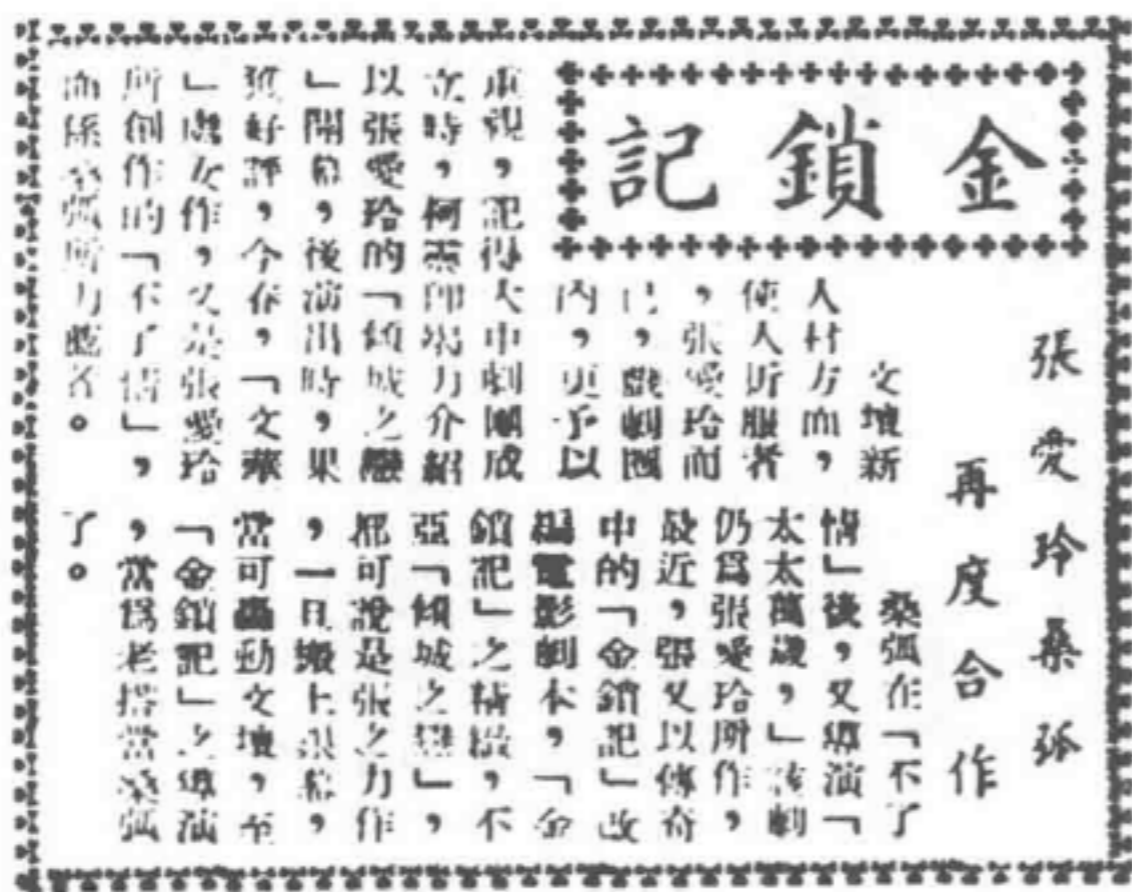 金鎖記
張愛玲桑弧
再度合作
文壇新
人材方面，
使人折服者
，張愛玲而
已，戲劇圈
內，更予以
重視，記得大中劇團成
立時，柯靈即竭力介紹
以張愛玲的「傾城之戀
」開幕，後演出時，果
獲好評，今春，「文華
」處女作，又是張愛玲
所創作的「不了情」，
而係桑弧所力薦者。
桑弧在「不了
情」後，又導演「
太太萬歲，」該劇
仍爲張愛玲所作，
最近，張又以傳奇
中的「金鎖記」改
編電影劇本，「金
鎖記」之精緻，不
亞「傾城之戀」，
都可說是張之力作
，一旦搬上銀幕，
當可轟動文壇，至
「金鎖記」之導演
，當爲老搭當桑弧
了。